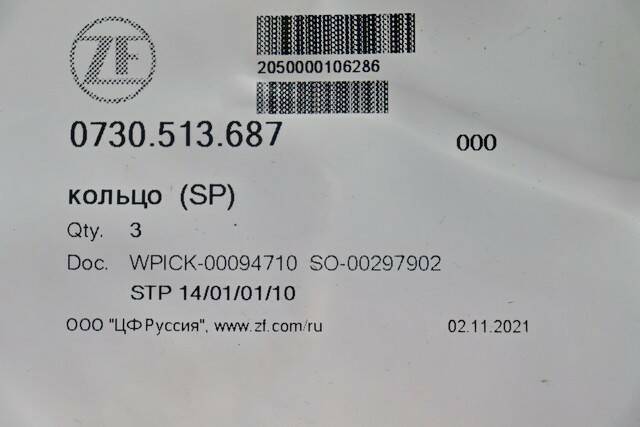 ZF
2050000106286
0730.513.687 000
кольцо (SP)
Qty. 3
Doc. WPICK-00094710 SO-00297902
STP 14/01/01/10
ООО "ЦФ Руссия", www.zf.com/ru 02.11.2021